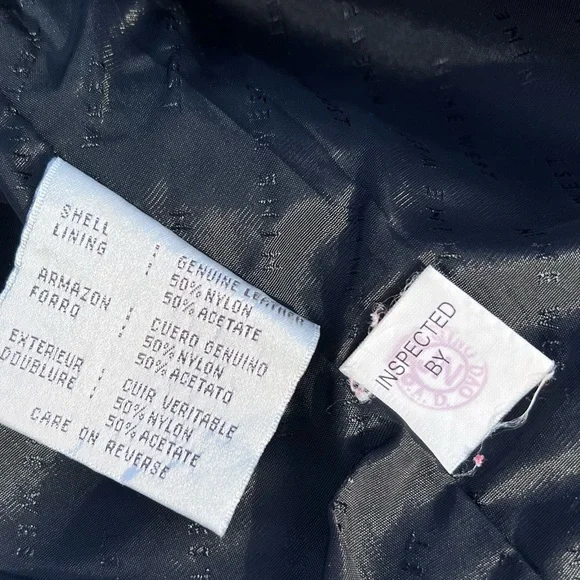 SHELL : GENUINE LEATHER
LINING : 50% NYLON
50% ACETATE
ARMAZON : CUERO GENUINO
FORRO 50% NYLON
50% ACETATO
EXTERIEUR : CUIR VERITABLE
DOUBLURE 50% NYLON
50% ACETATE
CARE ON REVERSE
INSPECTED
BY